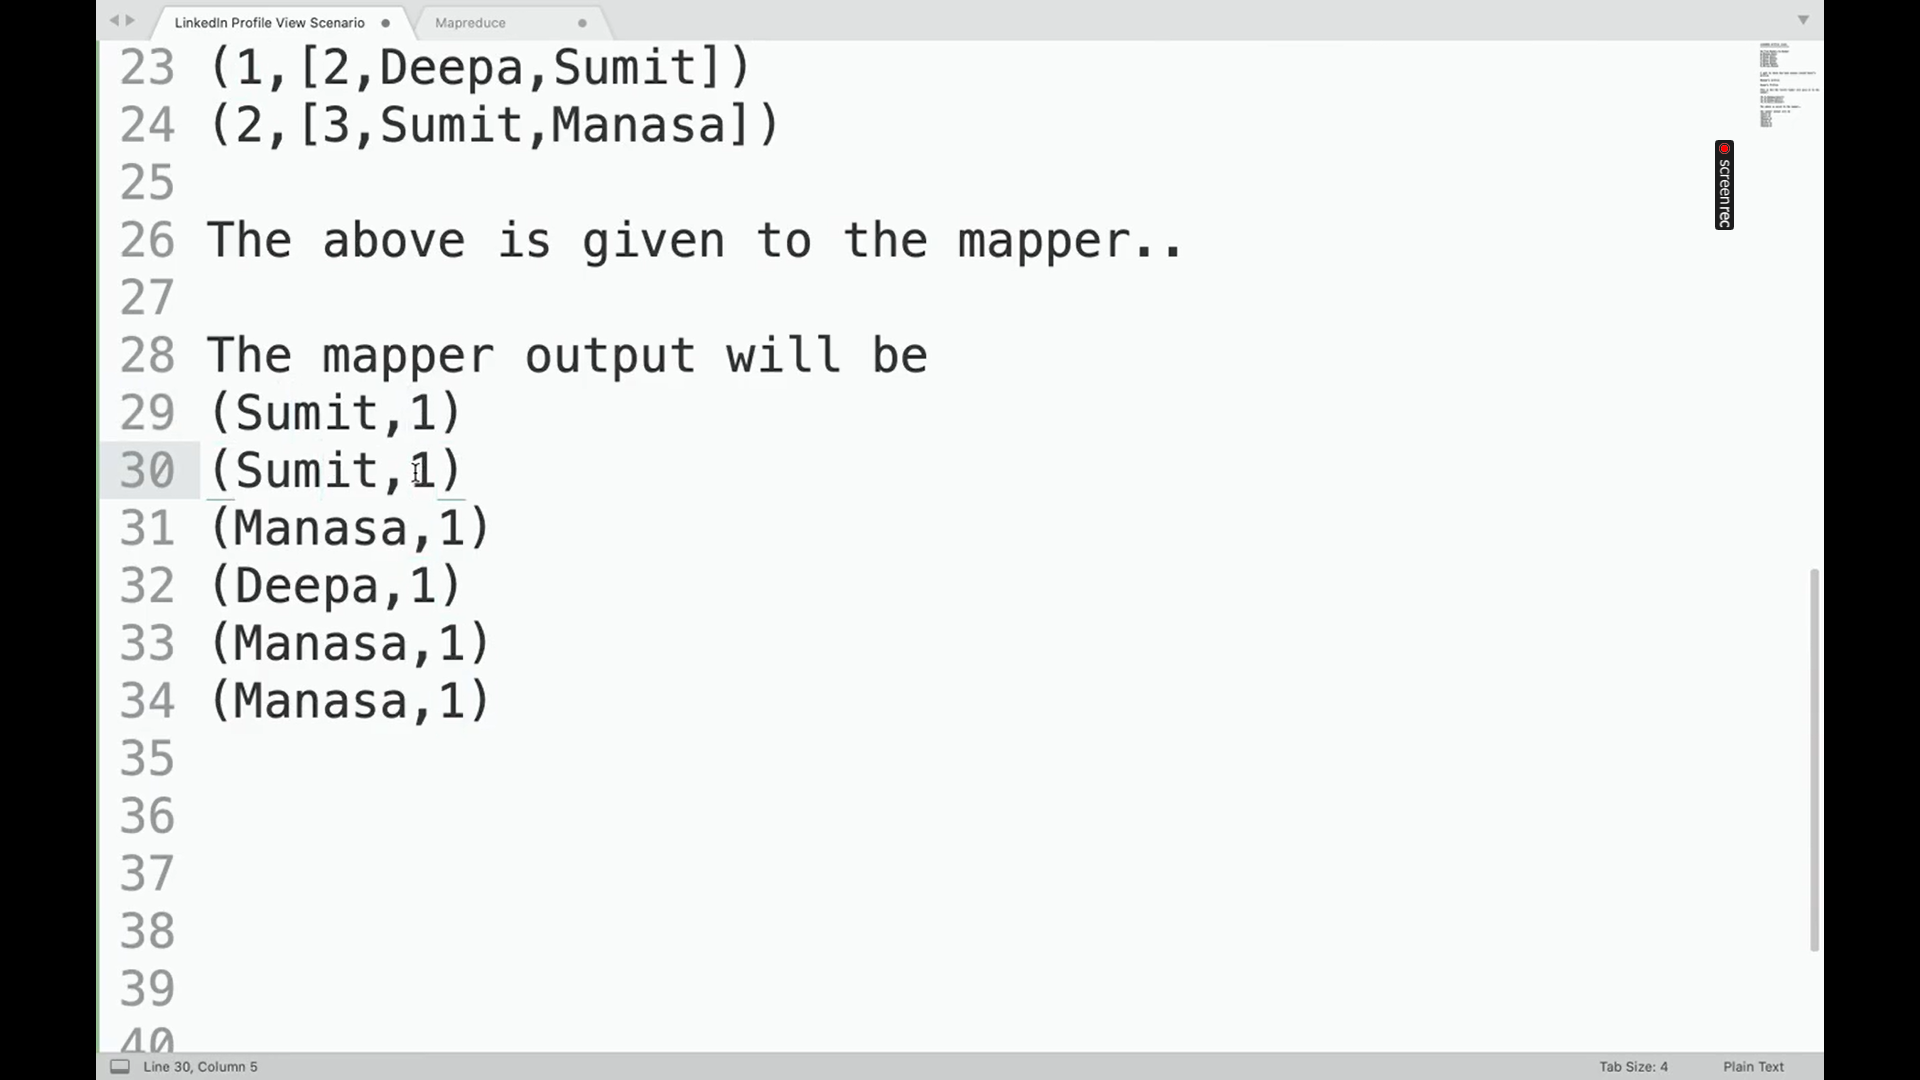 LinkedIn Profile View Scenario
Mapreduce
23 (1,[2,Deepa,Sumit])
24 (2,[3,Sumit,Manasa])
25
26 The above is given to the mapper..
27
28 The mapper output will be
29 (Sumit,1)
30 (Sumit,1)
31 (Manasa,1)
32 (Deepa,1)
33 (Manasa,1)
34 (Manasa,1)
35
36
37
38
39
40
screenrec
Line 30, Column 5
Tab Size: 4
Plain Text